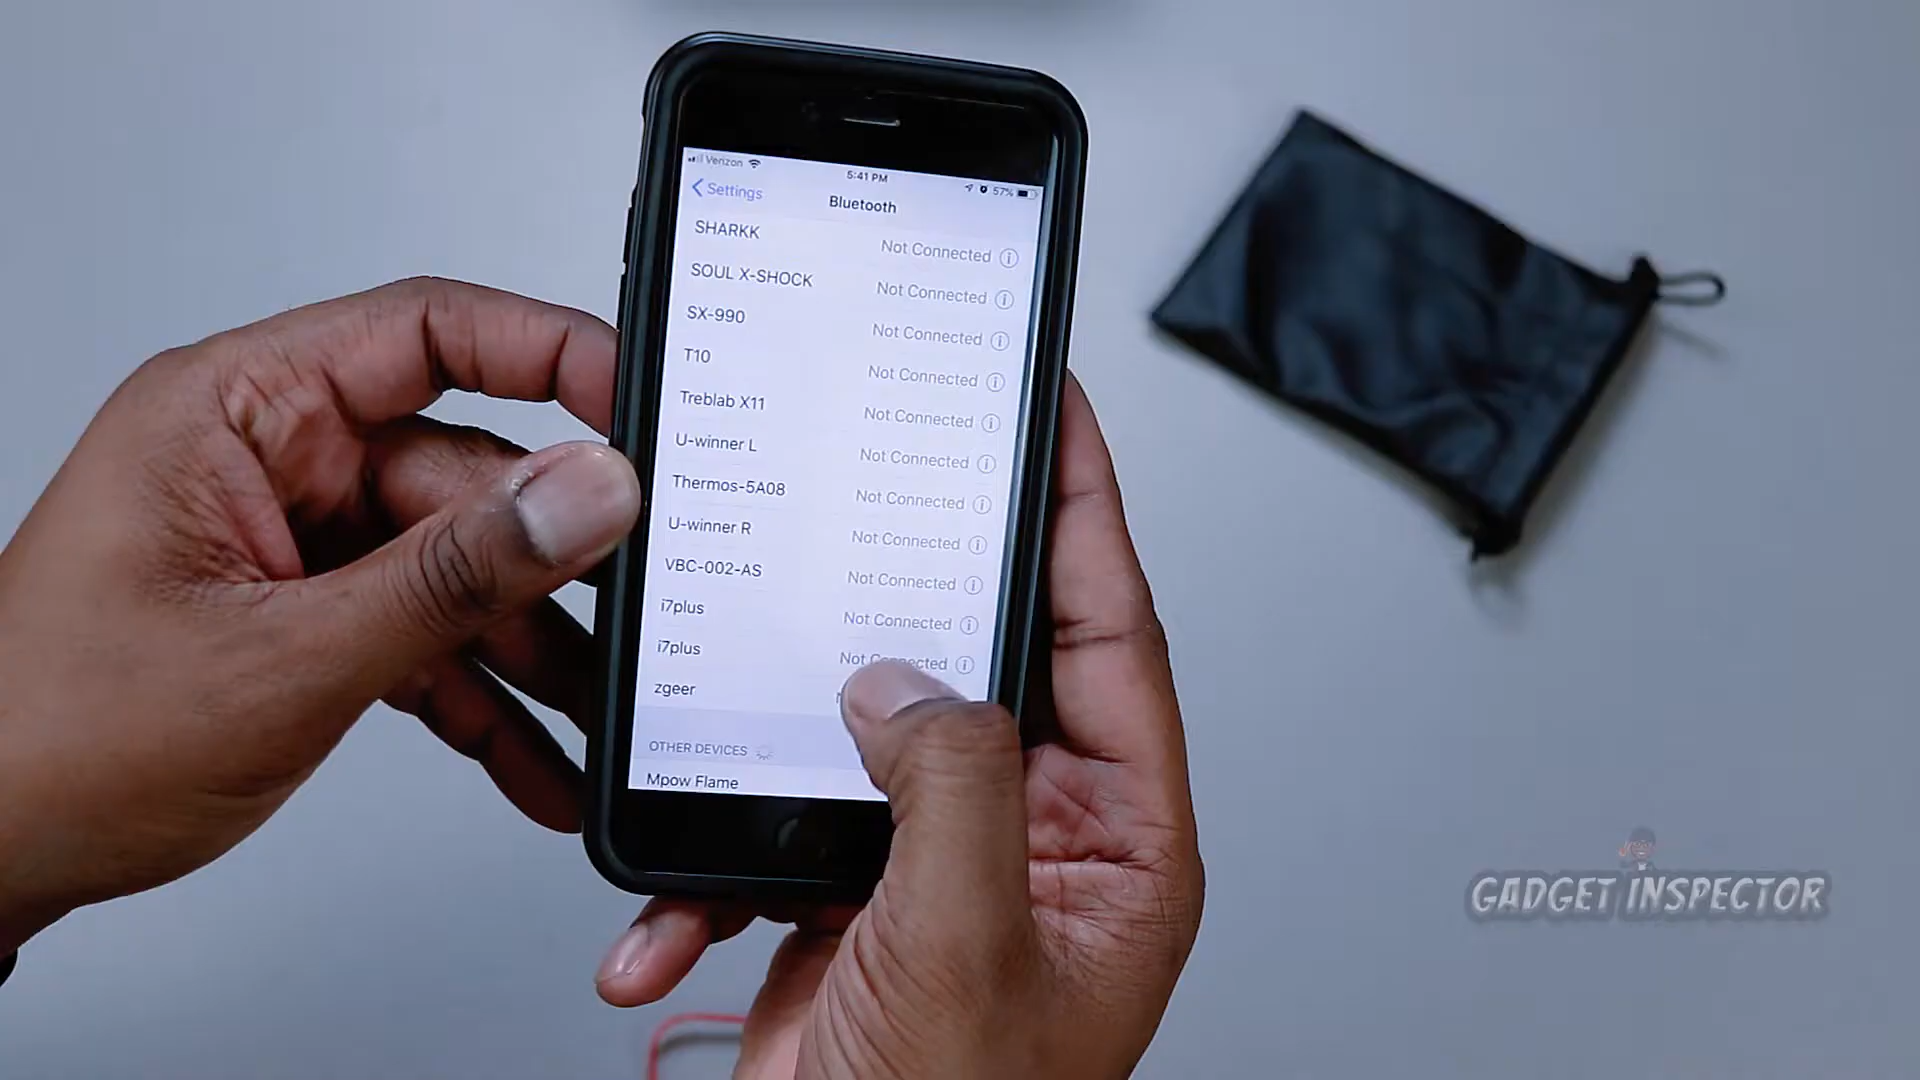 Verizon
5:41 PM
57%
Settings
Bluetooth
SHARKK Not Connected
SOUL X-SHOCK Not Connected
SX-990 Not Connected
T10 Not Connected
Treblab X11 Not Connected
U-winner L Not Connected
Thermos-5A08 Not Connected
U-winner R Not Connected
VBC-002-AS Not Connected
i7plus Not Connected
i7plus Not Connected
zgeer
OTHER DEVICES
Mpow Flame
GADGET INSPECTOR